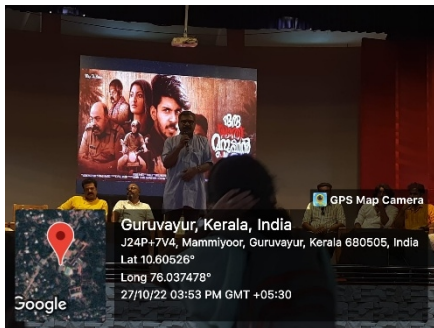 ഒരു
GPS Map Camera
Guruvayur, Kerala, India
J24P+7V4, Mammiyoor, Guruvayur, Kerala 680505, India
Lat 10.60526°
Long 76.037478°
27/10/22 03:53 PM GMT +05:30
Google